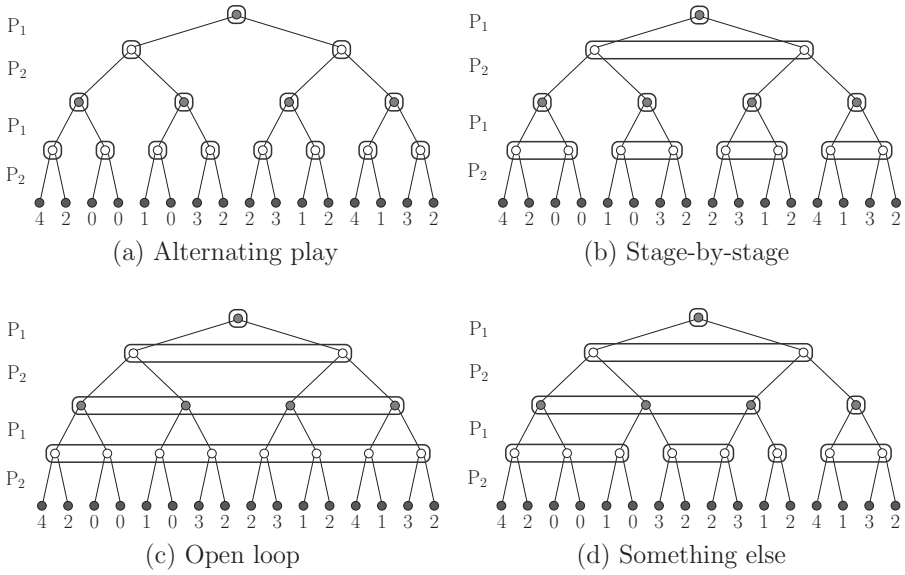 P1
P2
P1
P2
4 2 0 0 1 0 3 2 2 3 1 2 4 1 3 2
(a) Alternating play
P1
P2
P1
P2
4 2 0 0 1 0 3 2 2 3 1 2 4 1 3 2
(b) Stage-by-stage
P1
P2
P1
P2
4 2 0 0 1 0 3 2 2 3 1 2 4 1 3 2
(c) Open loop
P1
P2
P1
P2
4 2 0 0 1 0 3 2 2 3 1 2 4 1 3 2
(d) Something else